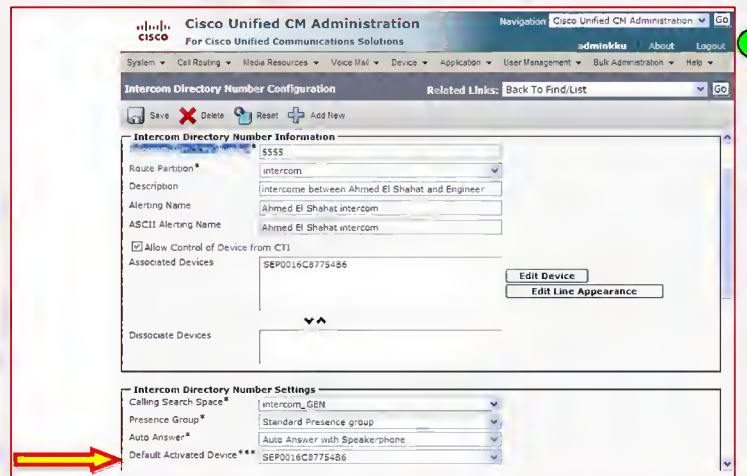 Cisco Unified CM Administration
CISCO
For Cisco Unified Communications Solutions
Navigation Cisco Unified CM Administration Go
adminkku About Logout
System Call Routing Media Resources Voice Mail Device Application User Management Bulk Administration Help
Intercom Directory Number Configuration Related Links: Back To Find/List Go
Save Delete Reset Add New
Intercom Directory Number Information
* 5555
Route Partition* intercom
Description intercome between Ahmed El Shahat and Engineer
Alerting Name Ahmed El Shahat intercom
ASCII Alerting Name Ahmed El Shahat intercom
Allow Control of Device from CTI
Associated Devices SEP0016C87754B6
Edit Device
Edit Line Appearance
Dissociate Devices
Intercom Directory Number Settings
Calling Search Space* intercom_GEN
Presence Group* Standard Presence group
Auto Answer* Auto Answer with Speakerphone
Default Activated Device*** SEP0016C87754B6